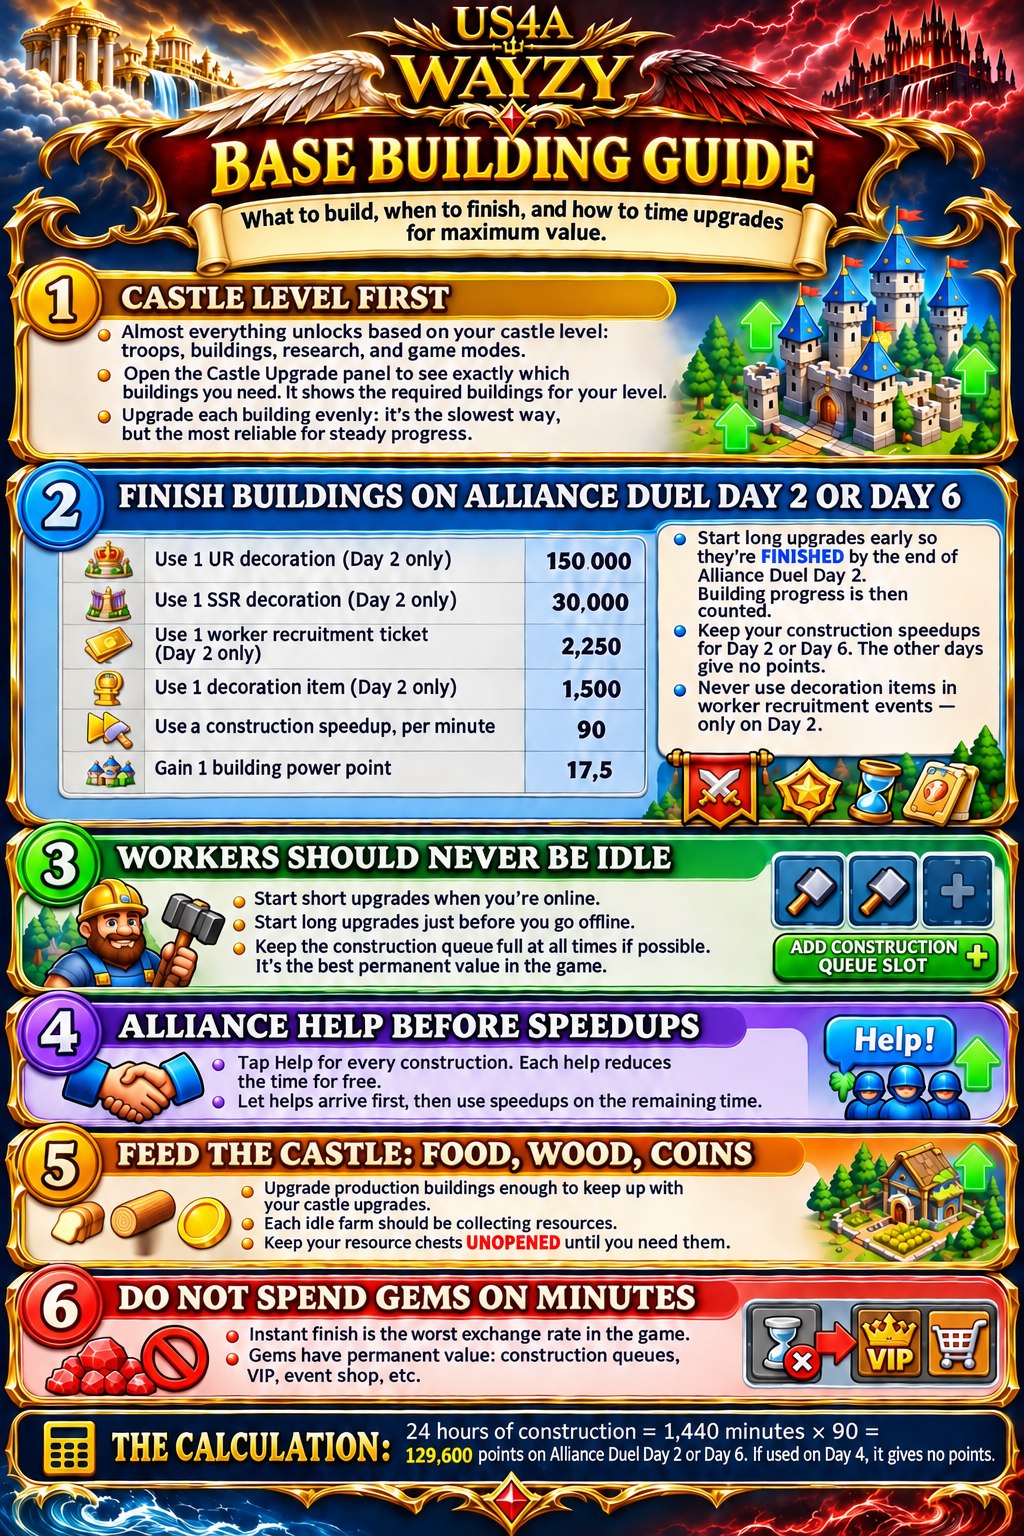 US4A
WAYZY
BASE BUILDING GUIDE
What to build, when to finish, and how to time upgrades
for maximum value.
1
CASTLE LEVEL FIRST
Almost everything unlocks based on your castle level:
troops, buildings, research, and game modes.
Open the Castle Upgrade panel to see exactly which
buildings you need. It shows the required buildings for your level.
Upgrade each building evenly: it's the slowest way,
but the most reliable for steady progress.
2
FINISH BUILDINGS ON ALLIANCE DUEL DAY 2 OR DAY 6
Use 1 UR decoration (Day 2 only) 150.000
Use 1 SSR decoration (Day 2 only) 30,000
Use 1 worker recruitment ticket
(Day 2 only) 2,250
Use 1 decoration item (Day 2 only) 1,500
Use a construction speedup, per minute 90
Gain 1 building power point 17,5
Start long upgrades early so
they're FINISHED by the end of
Alliance Duel Day 2.
Building progress is then
counted.
Keep your construction speedups
for Day 2 or Day 6. The other days
give no points.
Never use decoration items in
worker recruitment events —
only on Day 2.
3
WORKERS SHOULD NEVER BE IDLE
Start short upgrades when you're online.
Start long upgrades just before you go offline.
Keep the construction queue full at all times if possible.
It's the best permanent value in the game.
ADD CONSTRUCTION
QUEUE SLOT
4
ALLIANCE HELP BEFORE SPEEDUPS
Tap Help for every construction. Each help reduces
the time for free.
Let helps arrive first, then use speedups on the remaining time.
Help!
5
FEED THE CASTLE: FOOD, WOOD, COINS
Upgrade production buildings enough to keep up with
your castle upgrades.
Each idle farm should be collecting resources.
Keep your resource chests UNOPENED until you need them.
6
DO NOT SPEND GEMS ON MINUTES
Instant finish is the worst exchange rate in the game.
Gems have permanent value: construction queues,
VIP, event shop, etc.
VIP
THE CALCULATION:
24 hours of construction = 1,440 minutes × 90 =
129,600 points on Alliance Duel Day 2 or Day 6. If used on Day 4, it gives no points.